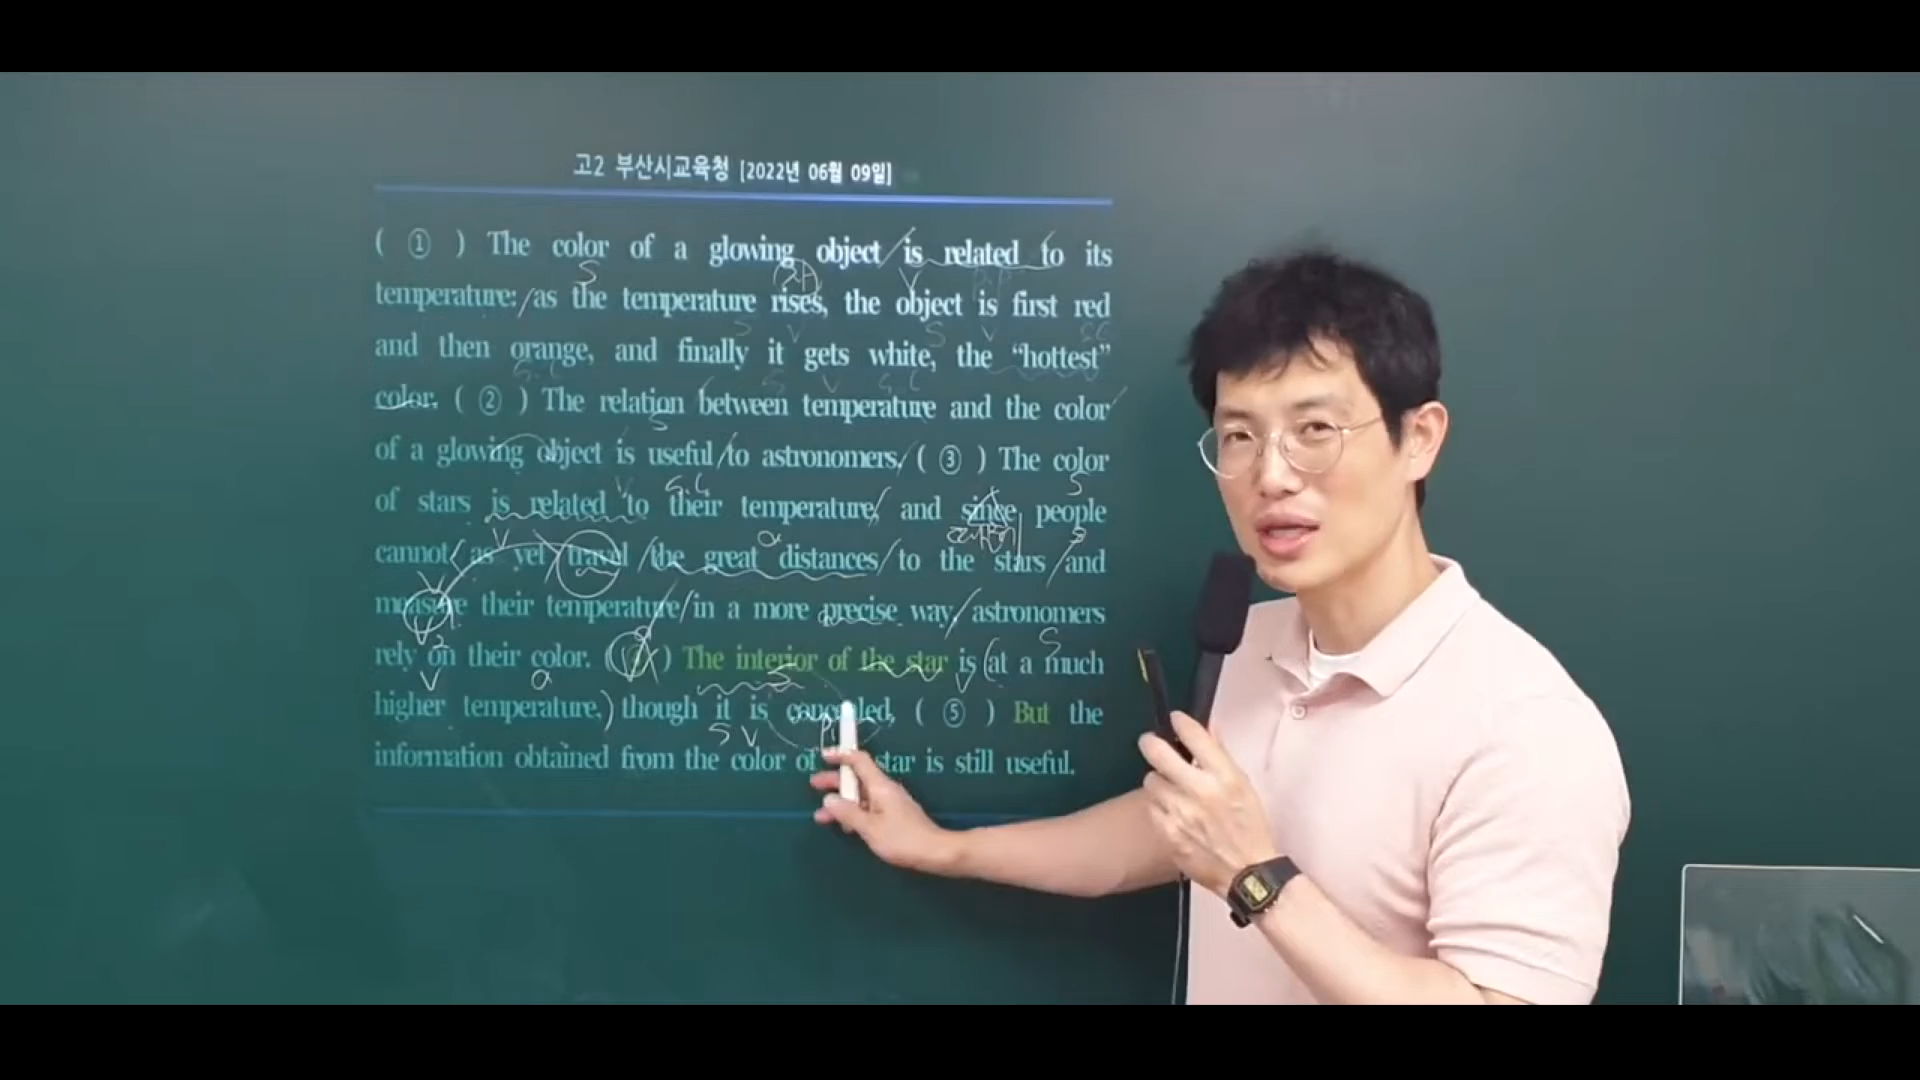 고2 부산시교육청 [2022년 06월 09일]
( ① ) The color of a glowing object is related to its
temperature: as the temperature rises, the object is first red
and then orange, and finally it gets white, the “hottest”
color. ( ② ) The relation between temperature and the color
of a glowing object is useful to astronomers. ( ③ ) The color
of stars is related to their temperature, and since people
cannot as yet travel the great distances to the stars and
measure their temperature in a more precise way, astronomers
rely on their color. ( ) The interior of the star is at a much
higher temperature, though it is concealed. ( ⑤ ) But the
information obtained from the color of star is still useful.